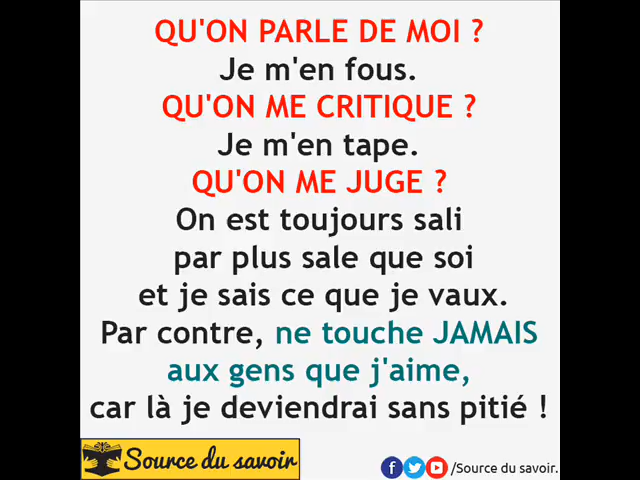 QU'ON PARLE DE MOI ?
Je m'en fous.
QU'ON ME CRITIQUE ?
Je m'en tape.
QU'ON ME JUGE ?
On est toujours sali
par plus sale que soi
et je sais ce que je vaux.
Par contre, ne touche JAMAIS
aux gens que j'aime,
car là je deviendrai sans pitié !
Source du savoir
/Source du savoir.